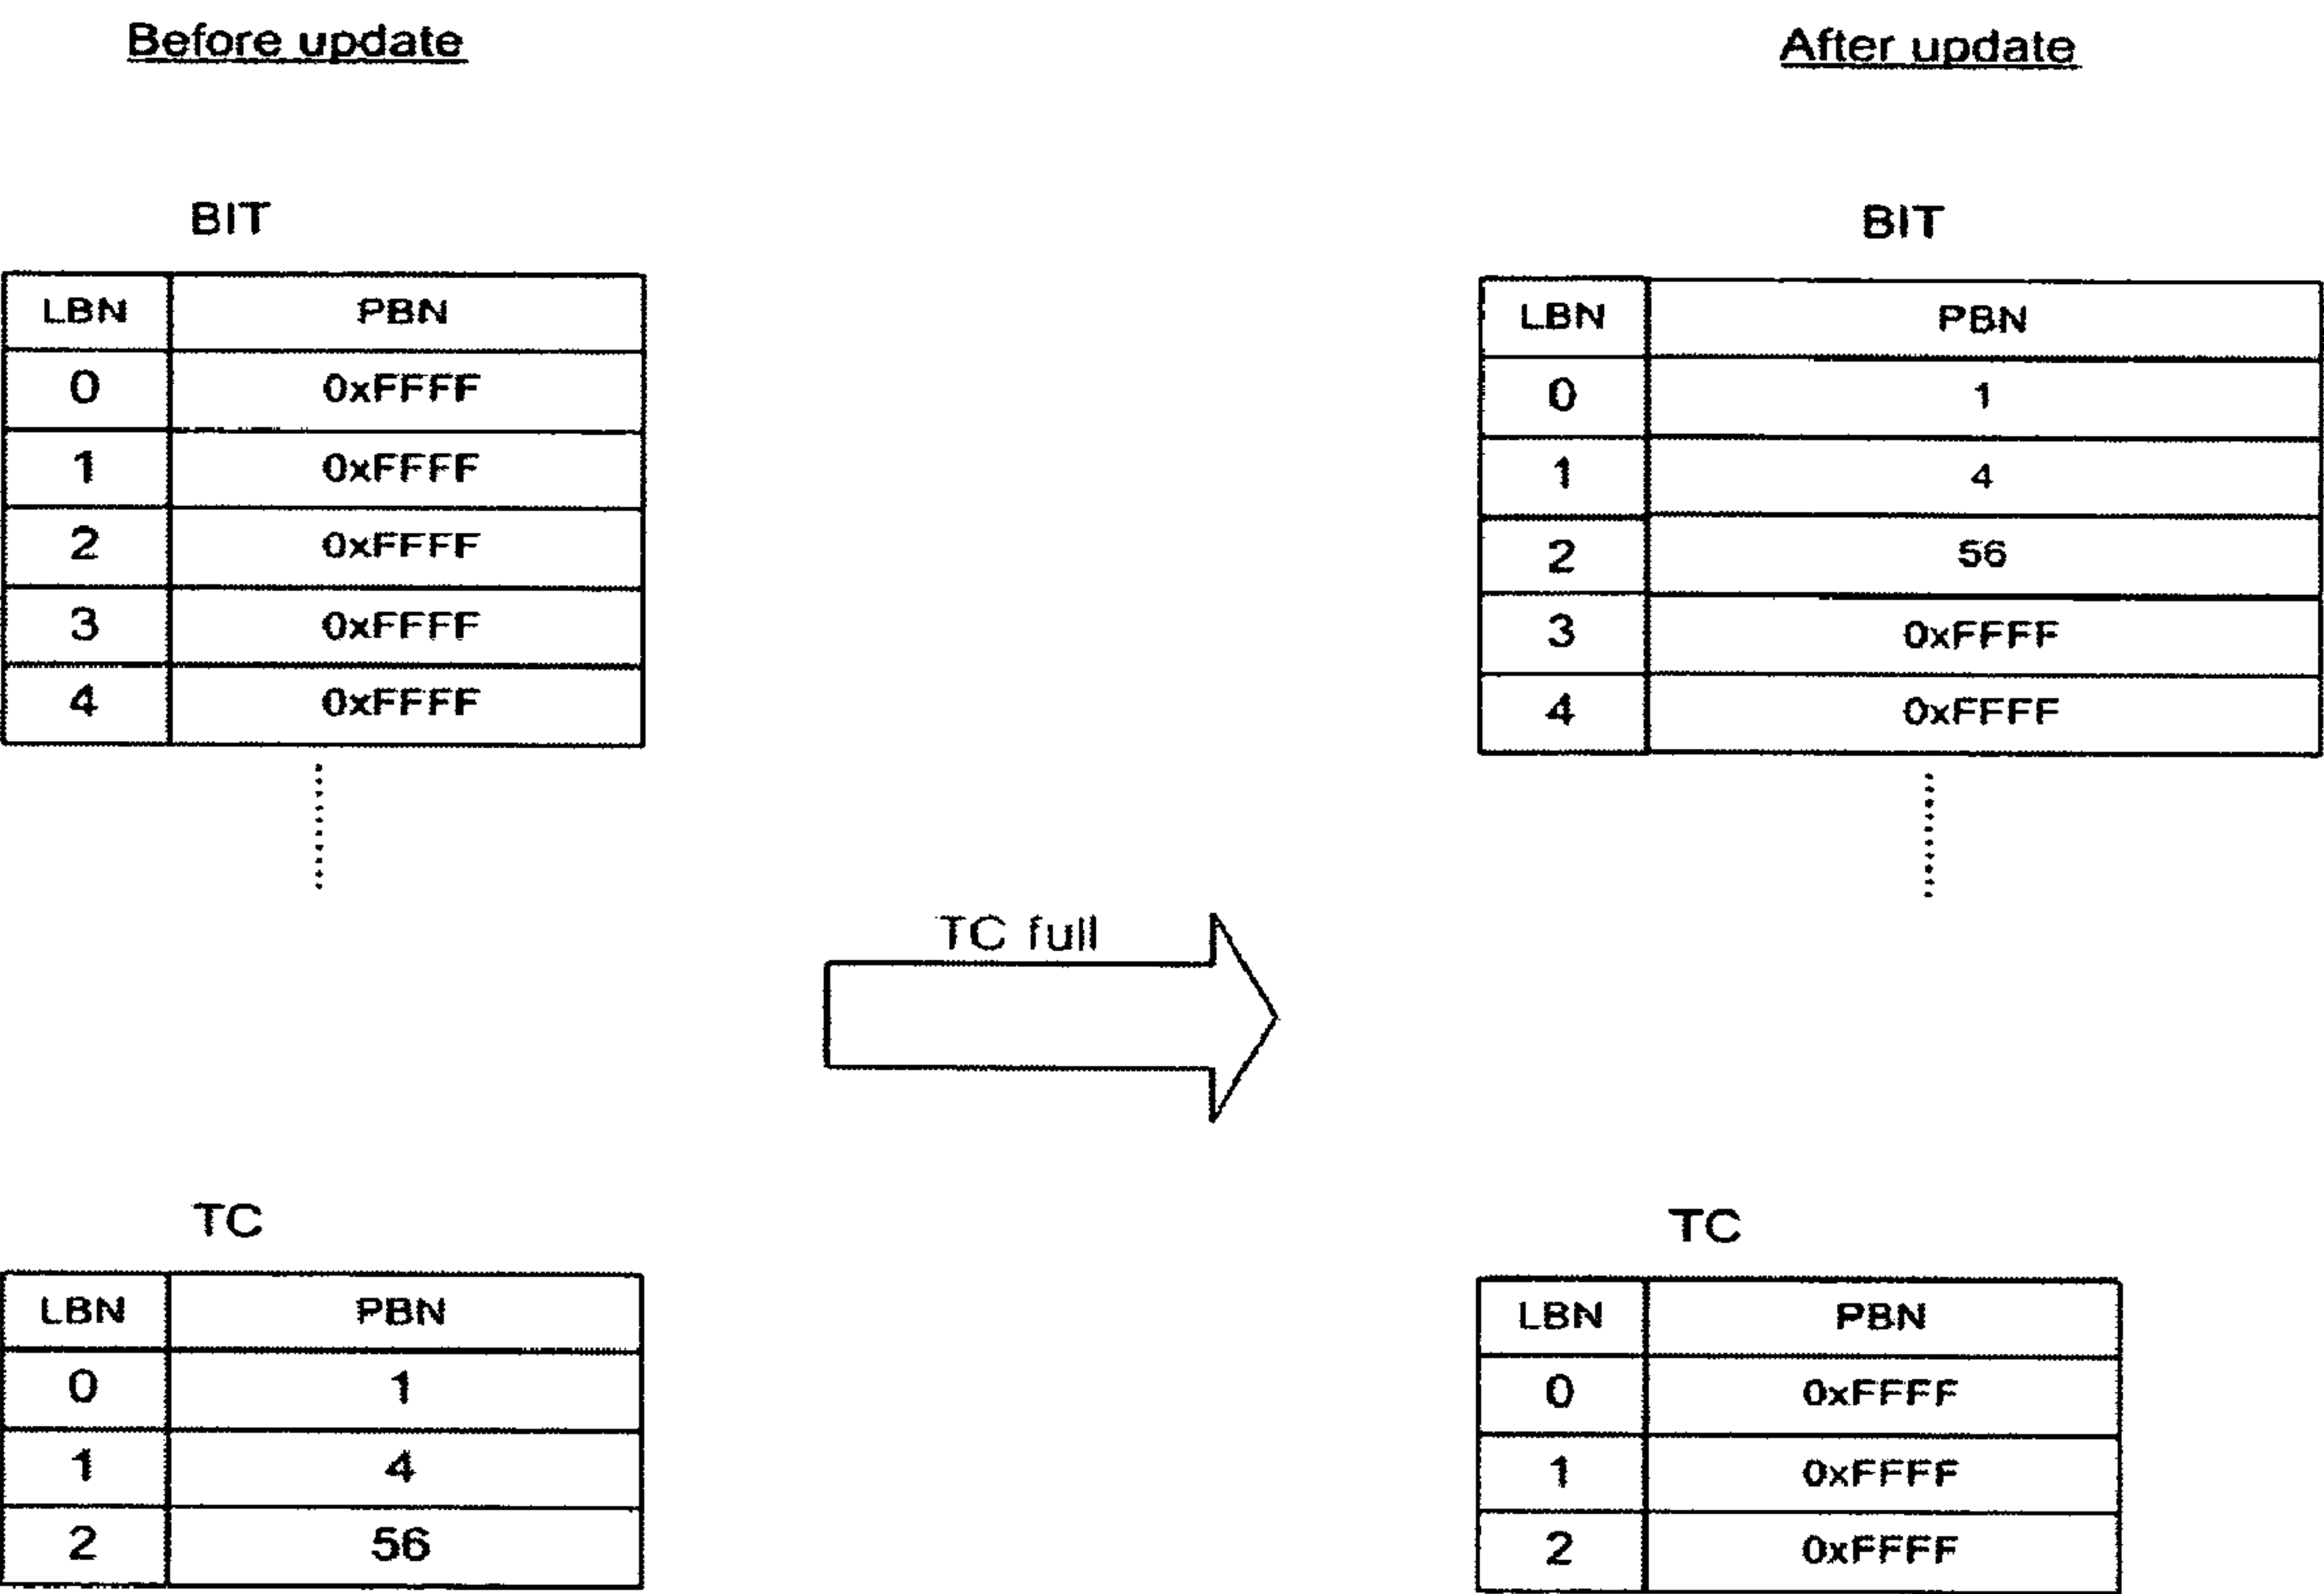 Before update
After update
BIT
LBN PBN
0 0xFFFF
1 0xFFFF
2 0xFFFF
3 0xFFFF
4 0xFFFF
BIT
LBN PBN
0 1
1 4
2 56
3 0xFFFF
4 0xFFFF
TC full
TC
LBN PBN
0 1
1 4
2 56
TC
LBN PBN
0 0xFFFF
1 0xFFFF
2 0xFFFF